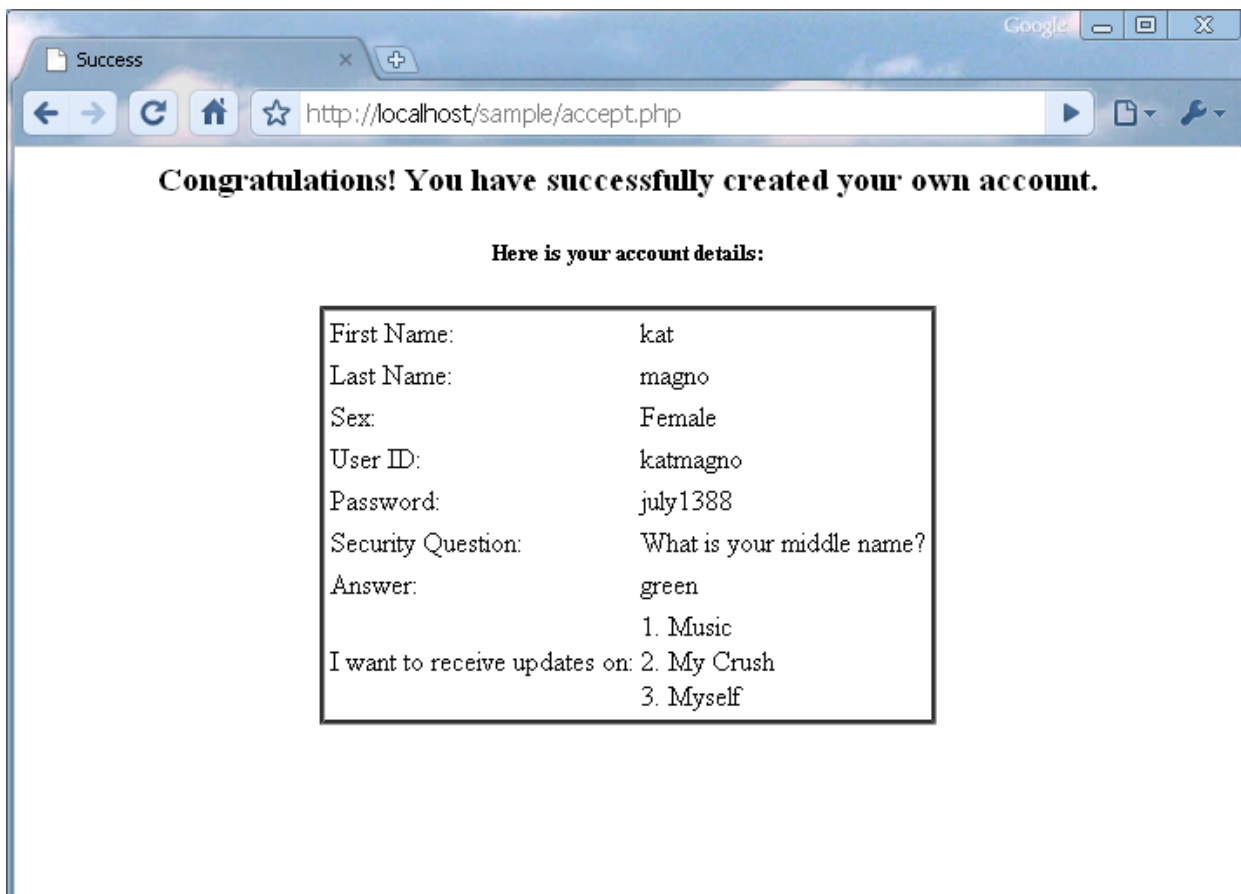 Google
Success
http://localhost/sample/accept.php
Congratulations! You have successfully created your own account.
Here is your account details:
First Name: kat
Last Name: magno
Sex: Female
User ID: katmagno
Password: july1388
Security Question: What is your middle name?
Answer: green
I want to receive updates on: 1. Music
2. My Crush
3. Myself